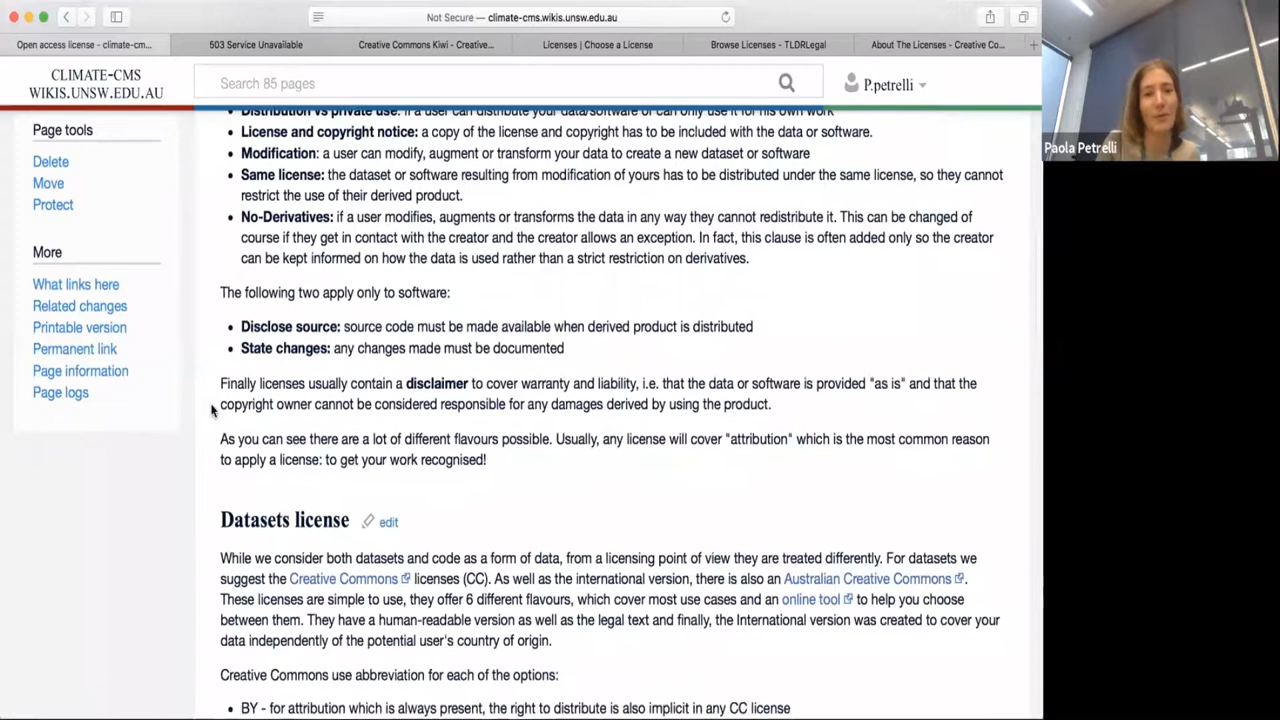 Not Secure — climate-cms.wikis.unsw.edu.au
Open access license - climate-cm...
503 Service Unavailable
Creative Commons Kiwi - Creative...
Licenses | Choose a License
Browse Licenses - TLDRLegal
About The Licenses - Creative Co...
CLIMATE-CMS
WIKIS.UNSW.EDU.AU
Search 85 pages
P.petrelli
Page tools
Delete
Move
Protect
More
What links here
Related changes
Printable version
Permanent link
Page information
Page logs
• Distribution vs private use: if a user can distribute your data/software or can only use it for his own work
• License and copyright notice: a copy of the license and copyright has to be included with the data or software.
• Modification: a user can modify, augment or transform your data to create a new dataset or software
• Same license: the dataset or software resulting from modification of yours has to be distributed under the same license, so they cannot
restrict the use of their derived product.
• No-Derivatives: if a user modifies, augments or transforms the data in any way they cannot redistribute it. This can be changed of
course if they get in contact with the creator and the creator allows an exception. In fact, this clause is often added only so the creator
can be kept informed on how the data is used rather than a strict restriction on derivatives.
The following two apply only to software:
• Disclose source: source code must be made available when derived product is distributed
• State changes: any changes made must be documented
Finally licenses usually contain a disclaimer to cover warranty and liability, i.e. that the data or software is provided "as is" and that the
copyright owner cannot be considered responsible for any damages derived by using the product.
As you can see there are a lot of different flavours possible. Usually, any license will cover "attribution" which is the most common reason
to apply a license: to get your work recognised!
Datasets license edit
While we consider both datasets and code as a form of data, from a licensing point of view they are treated differently. For datasets we
suggest the Creative Commons licenses (CC). As well as the international version, there is also an Australian Creative Commons .
These licenses are simple to use, they offer 6 different flavours, which cover most use cases and an online tool to help you choose
between them. They have a human-readable version as well as the legal text and finally, the International version was created to cover your
data independently of the potential user's country of origin.
Creative Commons use abbreviation for each of the options:
• BY - for attribution which is always present, the right to distribute is also implicit in any CC license
Paola Petrelli